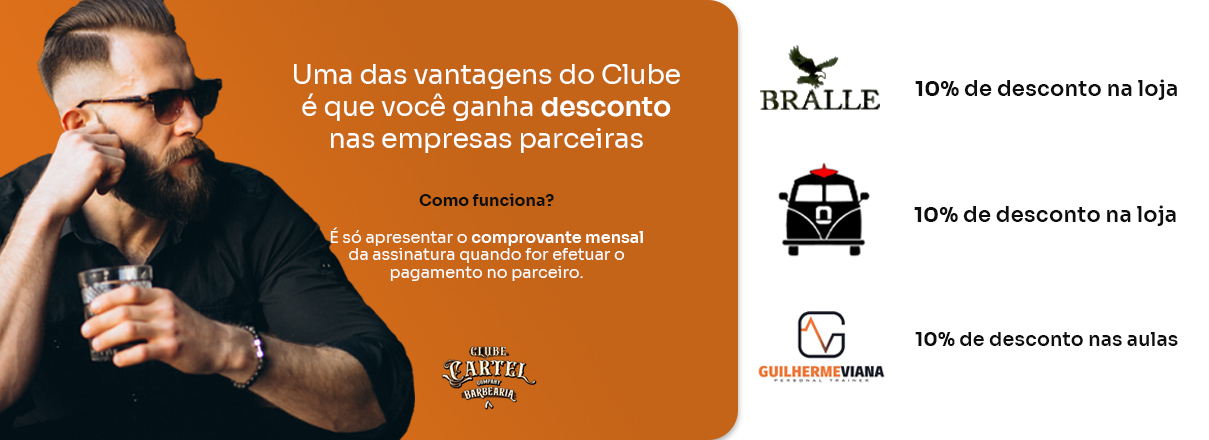 Uma das vantagens do Clube
é que você ganha desconto
nas empresas parceiras
Como funciona?
É só apresentar o comprovante mensal
da assinatura quando for efetuar o
pagamento no parceiro.
CLUBE
CARTEL
COMPANY
BARBEARIA
BRALLE
10% de desconto na loja
10% de desconto na loja
GUILHERMEVIANA
PERSONAL TRAINER
10% de desconto nas aulas